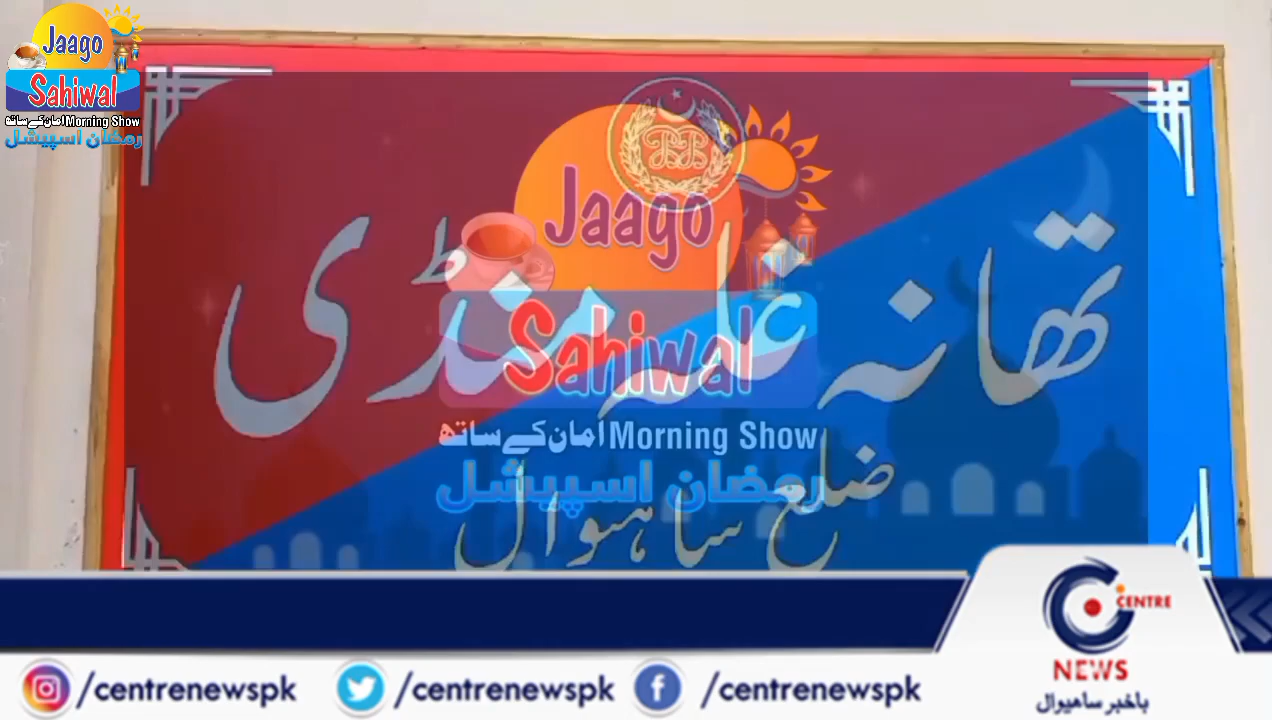 Jaago
Sahiwal
امان کے ساتھ Morning Show
رمضان اسپیشل
Jaago
Sahiwal
امان کے ساتھ Morning Show
رمضان اسپیشل
تھانہ غلہ منڈی
ضلع ساہیوال
CENTRE
NEWS
باخبر ساھیوال
/centrenewspk
/centrenewspk
/centrenewspk